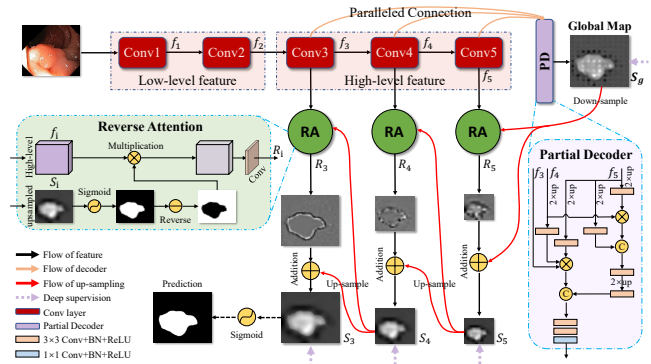 Paralleled Connection
Global Map
Conv1
f1
Conv2
f2
Conv3
f3
Conv4
f4
Conv5
f5
PD
Sg
Low-level feature
High-level feature
Down-sample
Reverse Attention
High-level
fi
Multiplication
Ri
Conv
upsampled
Si
Sigmoid
Reverse
RA
RA
RA
R3
R4
R5
Partial Decoder
f3 f4
f5
2×up
2×up
2×up
2×up
C
2×up
C
Flow of feature
Flow of decoder
Flow of up-sampling
Deep supervision
Conv layer
Partial Decoder
3×3 Conv+BN+ReLU
1×1 Conv+BN+ReLU
Addition
Addition
Addition
Up-sample
Up-sample
Prediction
Sigmoid
S3
S4
S5